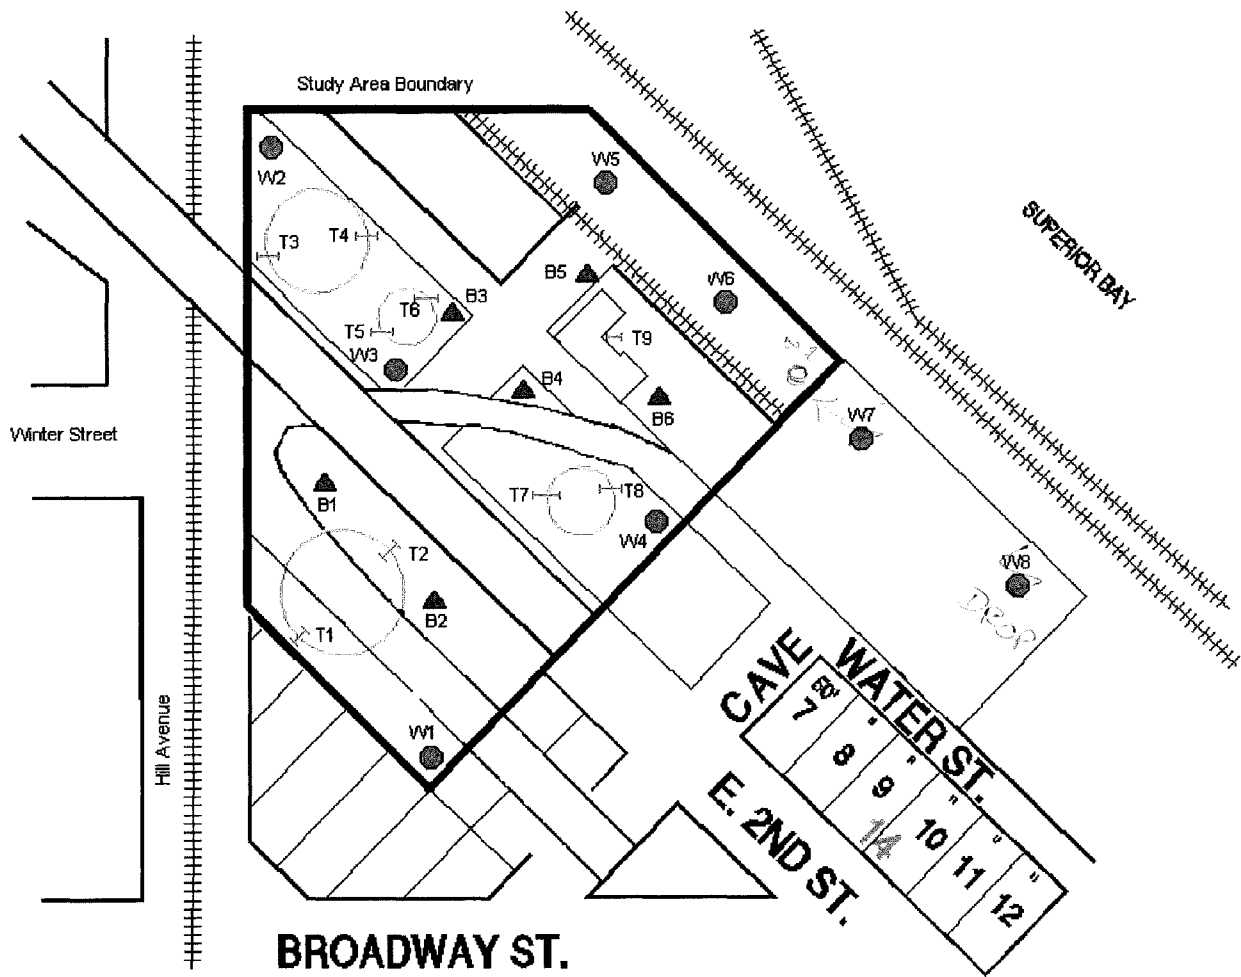 Study Area Boundary
W5
W2
SUPERIOR BAY
T4
T3
B5
W6
T6
B3
T5
T9
W3
B4
B6
W7
Winter Street
B1
T7
T8
W4
T2
W8
B2
DROP
T1
CAVE
WATER ST.
60'
7
8 "
9 "
14
10 "
11 "
12 "
Hill Avenue
W1
E. 2ND ST.
BROADWAY ST.